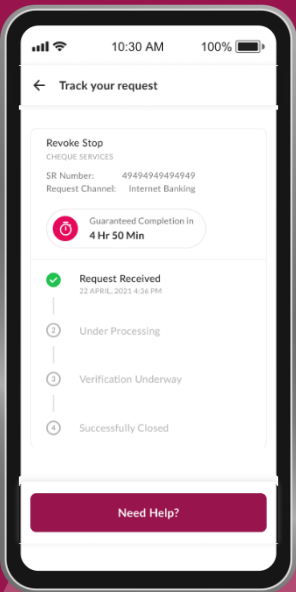 10:30 AM 100%
Track your request
Revoke Stop
CHEQUE SERVICES
SR Number: 49494949494949
Request Channel: Internet Banking
Guaranteed Completion in
4 Hr 50 Min
Request Received
22 APRIL, 2021 4:36 PM
2 Under Processing
3 Verification Underway
4 Successfully Closed
Need Help?